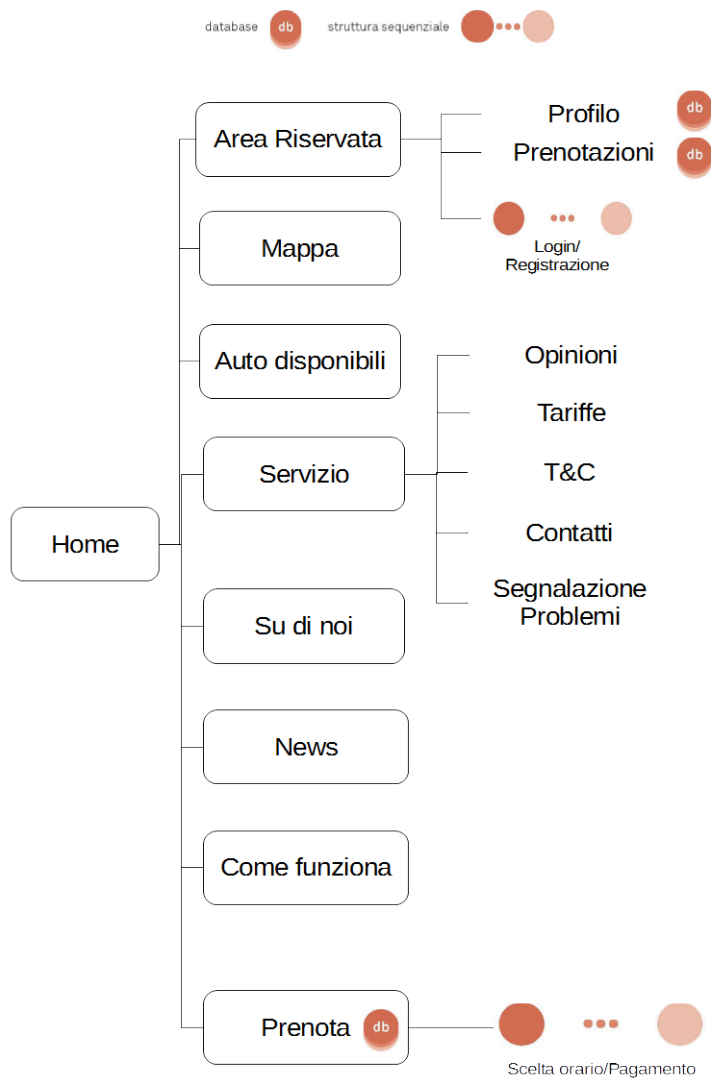 database db struttura sequenziale
Area Riservata
Profilo db
Prenotazioni db
Login/
Registrazione
Mappa
Auto disponibili
Servizio
Opinioni
Tariffe
T&C
Contatti
Segnalazione
Problemi
Home
Su di noi
News
Come funziona
Prenota db
Scelta orario/Pagamento